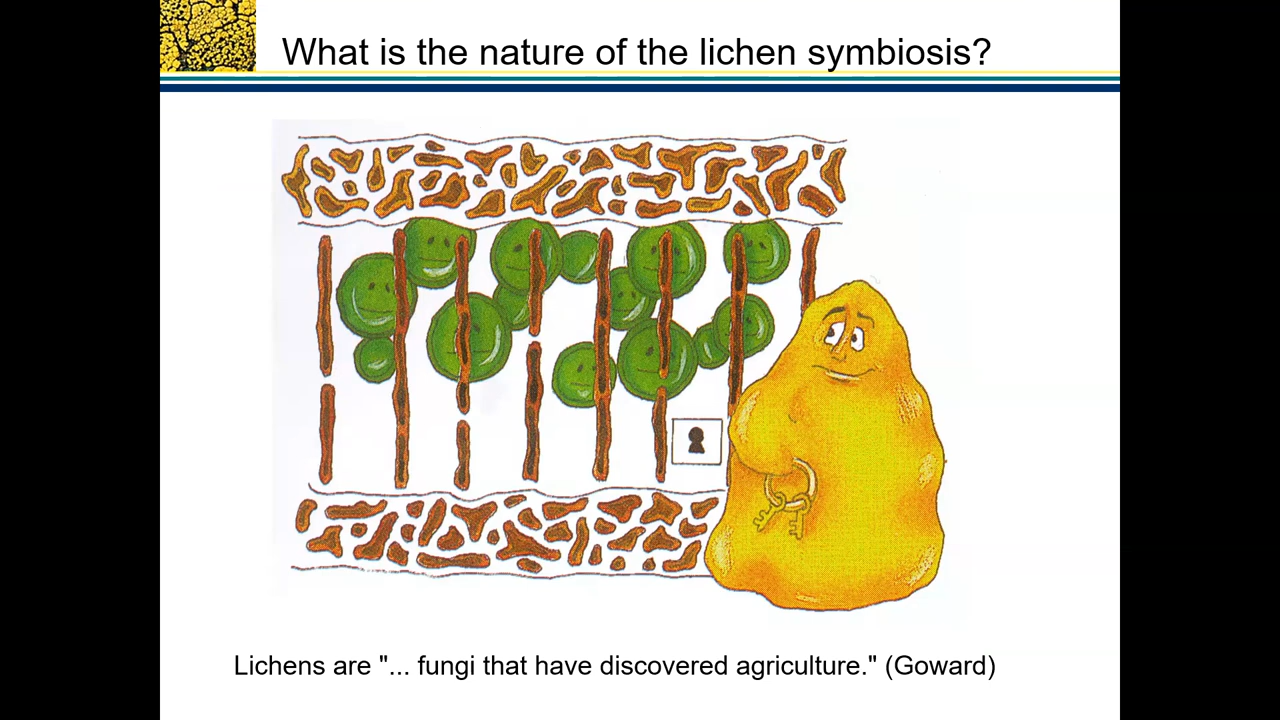 What is the nature of the lichen symbiosis?
Lichens are "... fungi that have discovered agriculture." (Goward)